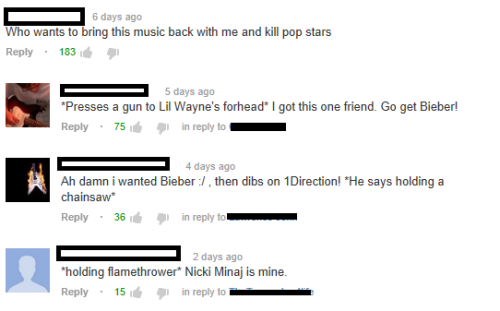 6 days ago
Who wants to bring this music back with me and kill pop stars
Reply · 183
5 days ago
*Presses a gun to Lil Wayne's forhead* I got this one friend. Go get Bieber!
Reply · 75 in reply to
4 days ago
Ah damn i wanted Bieber :/ , then dibs on 1Direction! *He says holding a
chainsaw*
Reply · 36 in reply to
2 days ago
*holding flamethrower* Nicki Minaj is mine.
Reply · 15 in reply to